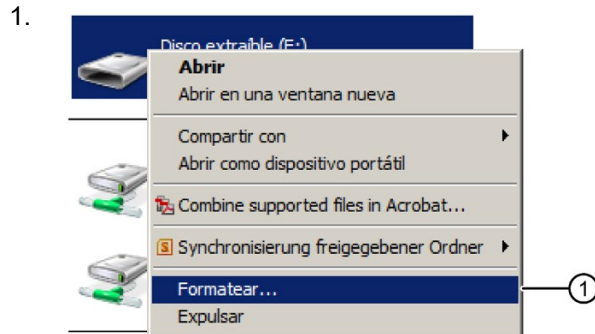 1.
Disco extraíble (E:)
Abrir
Abrir en una ventana nueva
Compartir con
Abrir como dispositivo portátil
Combine supported files in Acrobat...
S Synchronisierung freigegebener Ordner
Formatear...
1
Expulsar